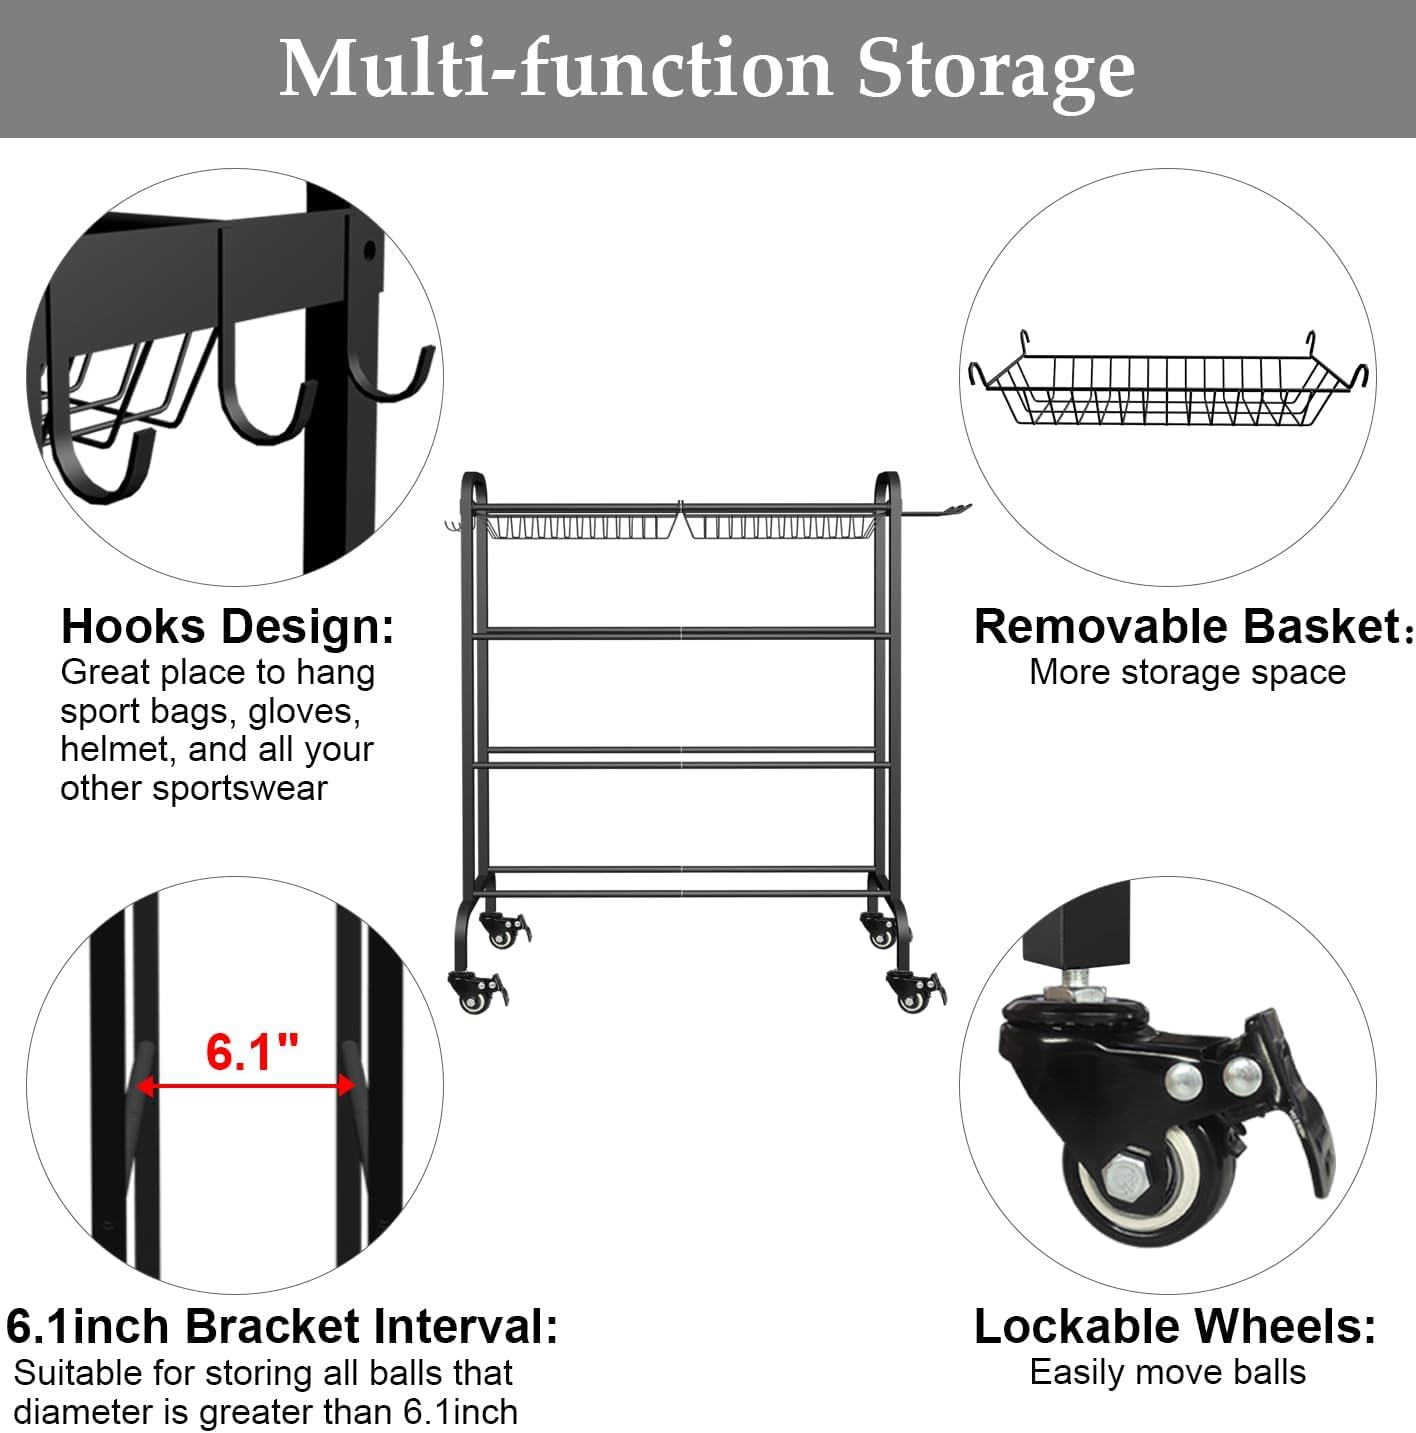 Multi-function Storage
Hooks Design:
Great place to hang
sport bags, gloves,
helmet, and all your
other sportswear
Removable Basket:
More storage space
6.1"
6.1inch Bracket Interval:
Suitable for storing all balls that
diameter is greater than 6.1inch
Lockable Wheels:
Easily move balls